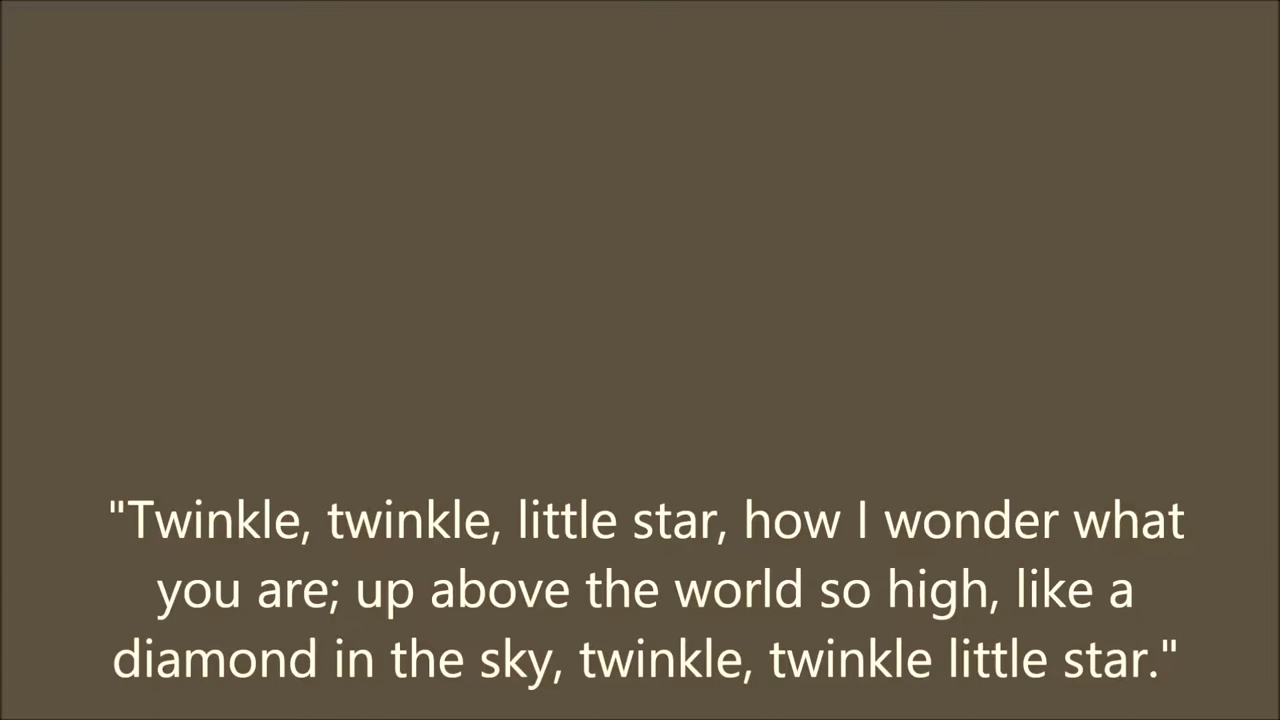 "Twinkle, twinkle, little star, how I wonder what
you are; up above the world so high, like a
diamond in the sky, twinkle, twinkle little star."